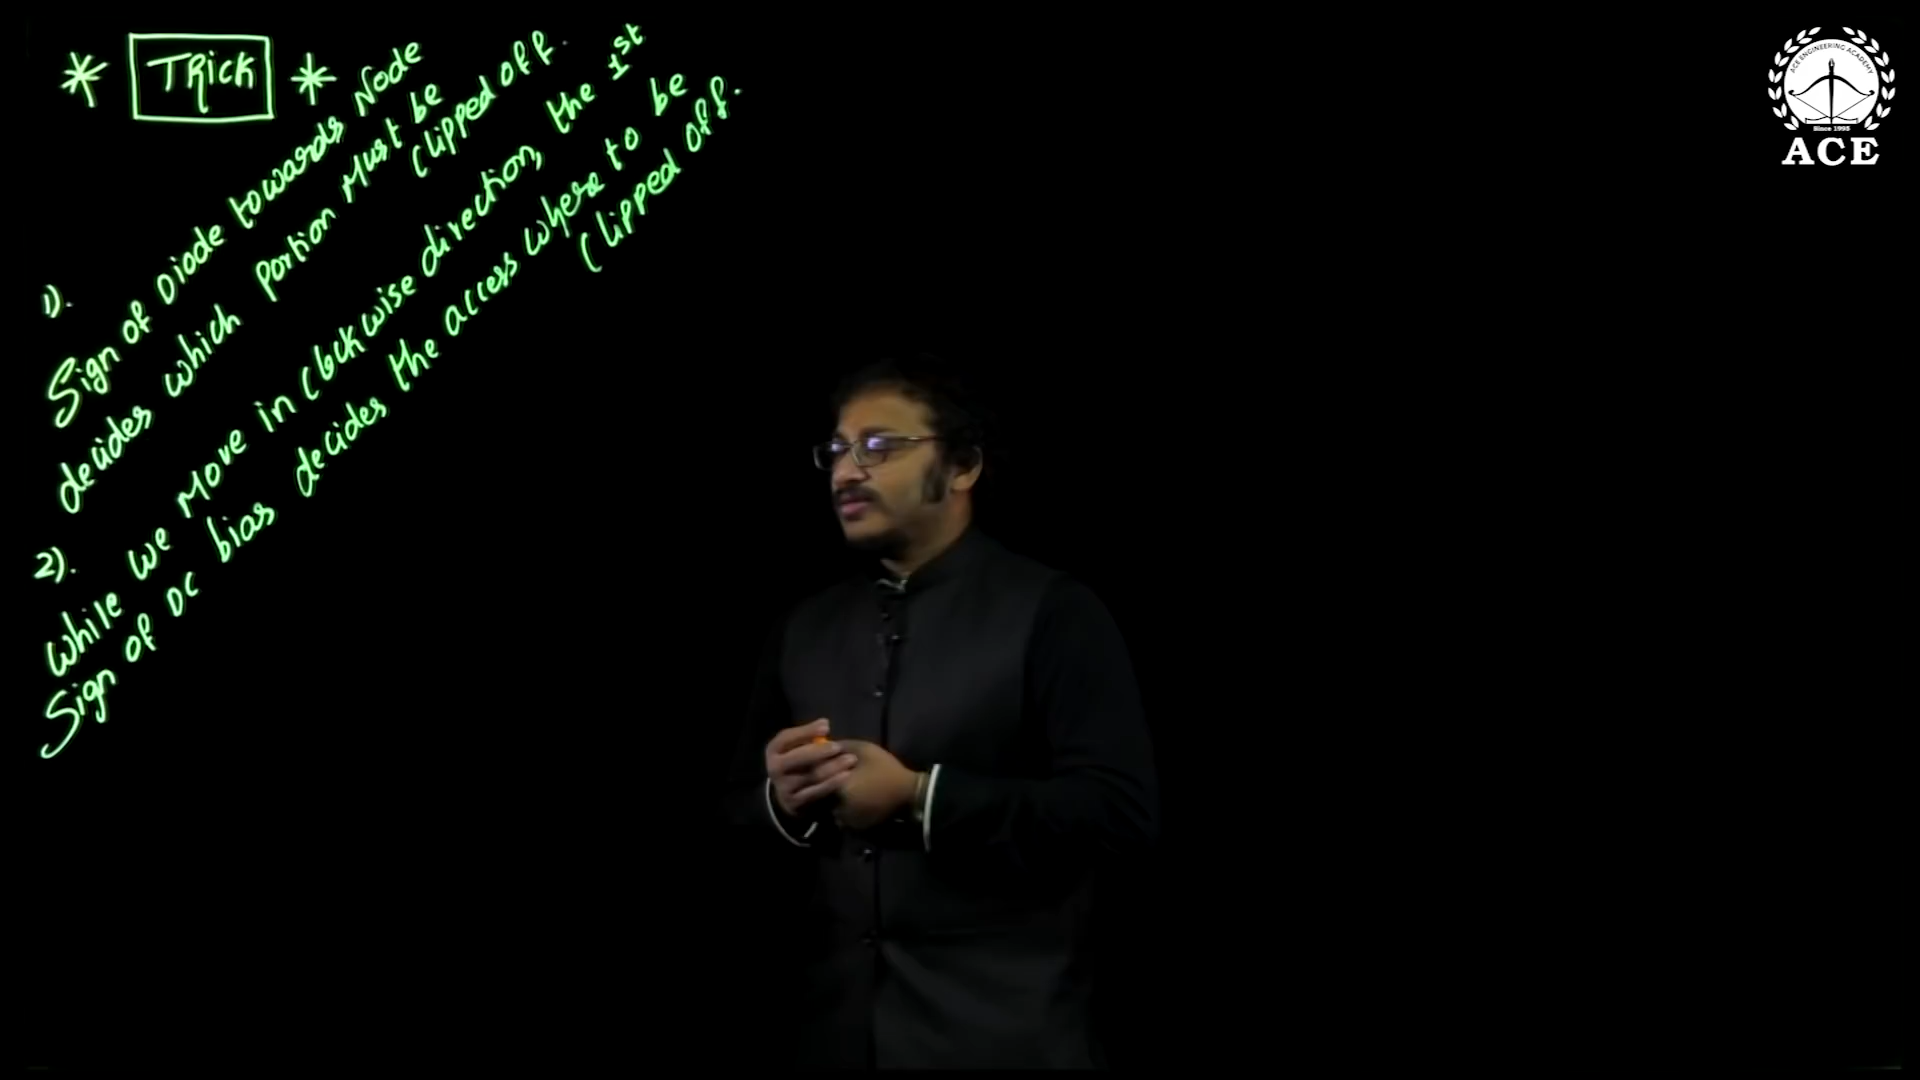 * TRICK *
1).
Sign of Diode towards Node
decides which portion Must be
Clipped off.
2).
While we Move in Clockwise direction, the 1st
Sign of DC bias decides the access where to be
Clipped off.
ACE ENGINEERING ACADEMY
Since 1995
ACE